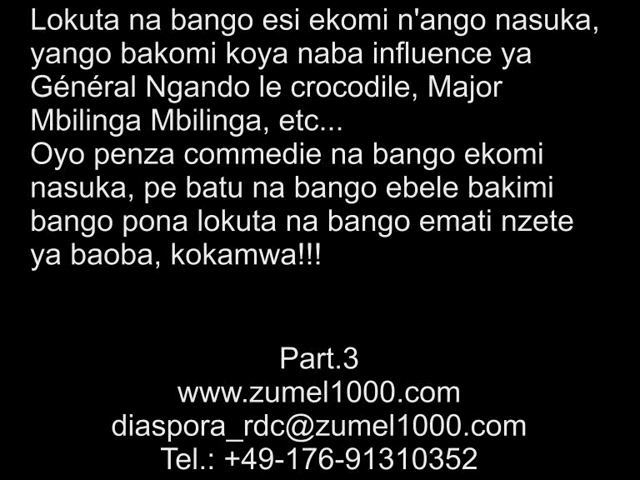 Lokuta na bango esi ekomi n'ango nasuka,
yango bakomi koya naba influence ya
Général Ngando le crocodile, Major
Mbilinga Mbilinga, etc...
Oyo penza commedie na bango ekomi
nasuka, pe batu na bango ebele bakimi
bango pona lokuta na bango emati nzete
ya baoba, kokamwa!!!
Part.3
www.zumel1000.com
diaspora_rdc@zumel1000.com
Tel.: +49-176-91310352